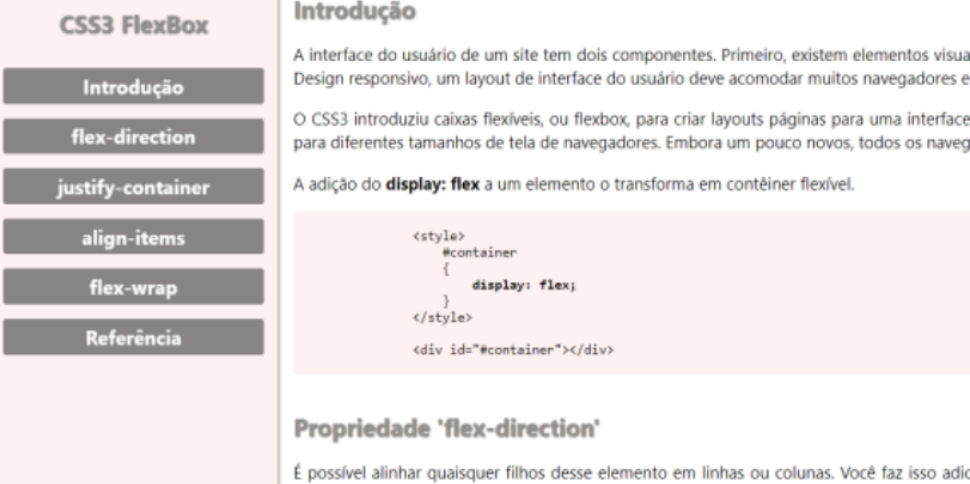 CSS3 FlexBox
Introdução
flex-direction
justify-container
align-items
flex-wrap
Referência
Introdução
A interface do usuário de um site tem dois componentes. Primeiro, existem elementos visua
Design responsivo, um layout de interface do usuário deve acomodar muitos navegadores e
O CSS3 introduziu caixas flexíveis, ou flexbox, para criar layouts páginas para uma interface
para diferentes tamanhos de tela de navegadores. Embora um pouco novos, todos os naveg
A adição do display: flex a um elemento o transforma em contêiner flexível.
<style>
#container
{
display: flex;
}
</style>
<div id="#container"></div>
Propriedade 'flex-direction'
É possível alinhar quaisquer filhos desse elemento em linhas ou colunas. Você faz isso adic